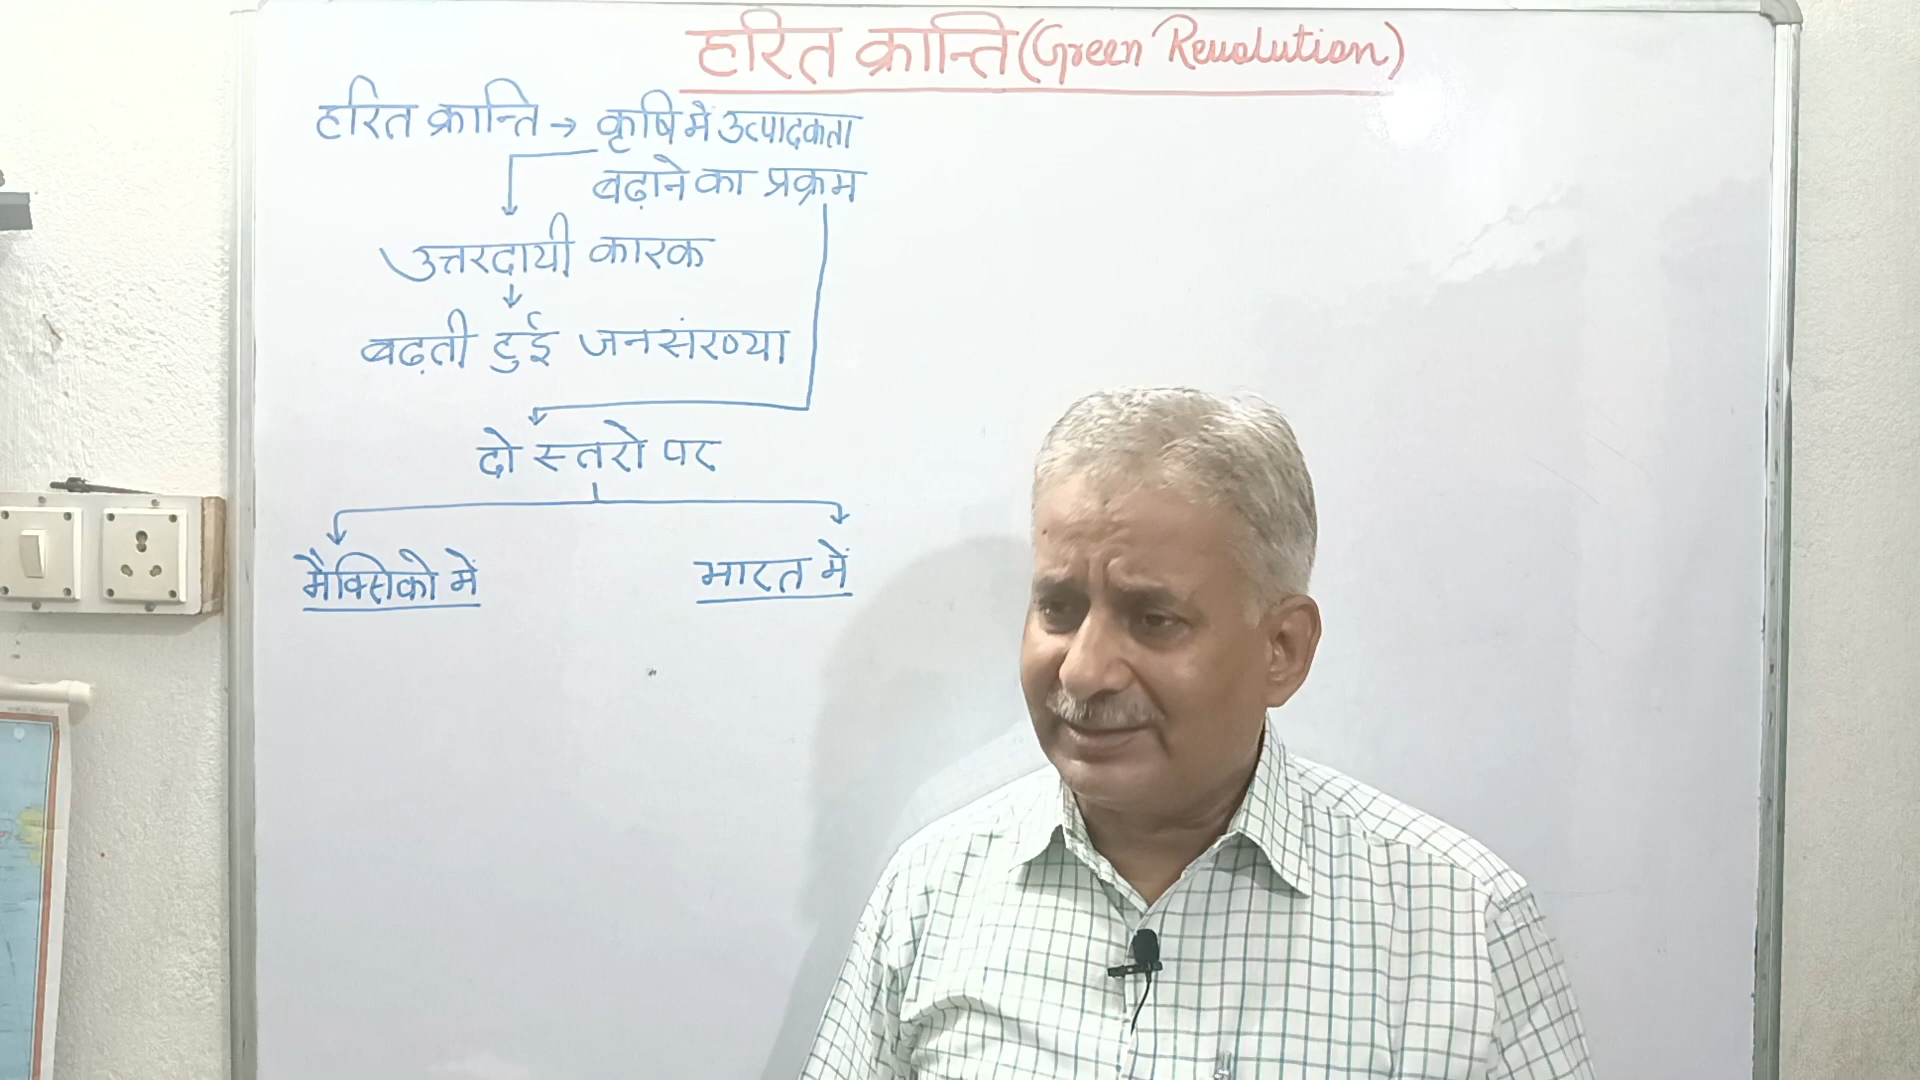 हरित क्रान्ति (Green Revolution)
हरित क्रान्ति → कृषि में उत्पादकता
बढ़ाने का प्रक्रम
उत्तरदायी कारक
बढ़ती हुई जनसंख्या
दो स्तरो पर
मैक्सिको में
भारत में